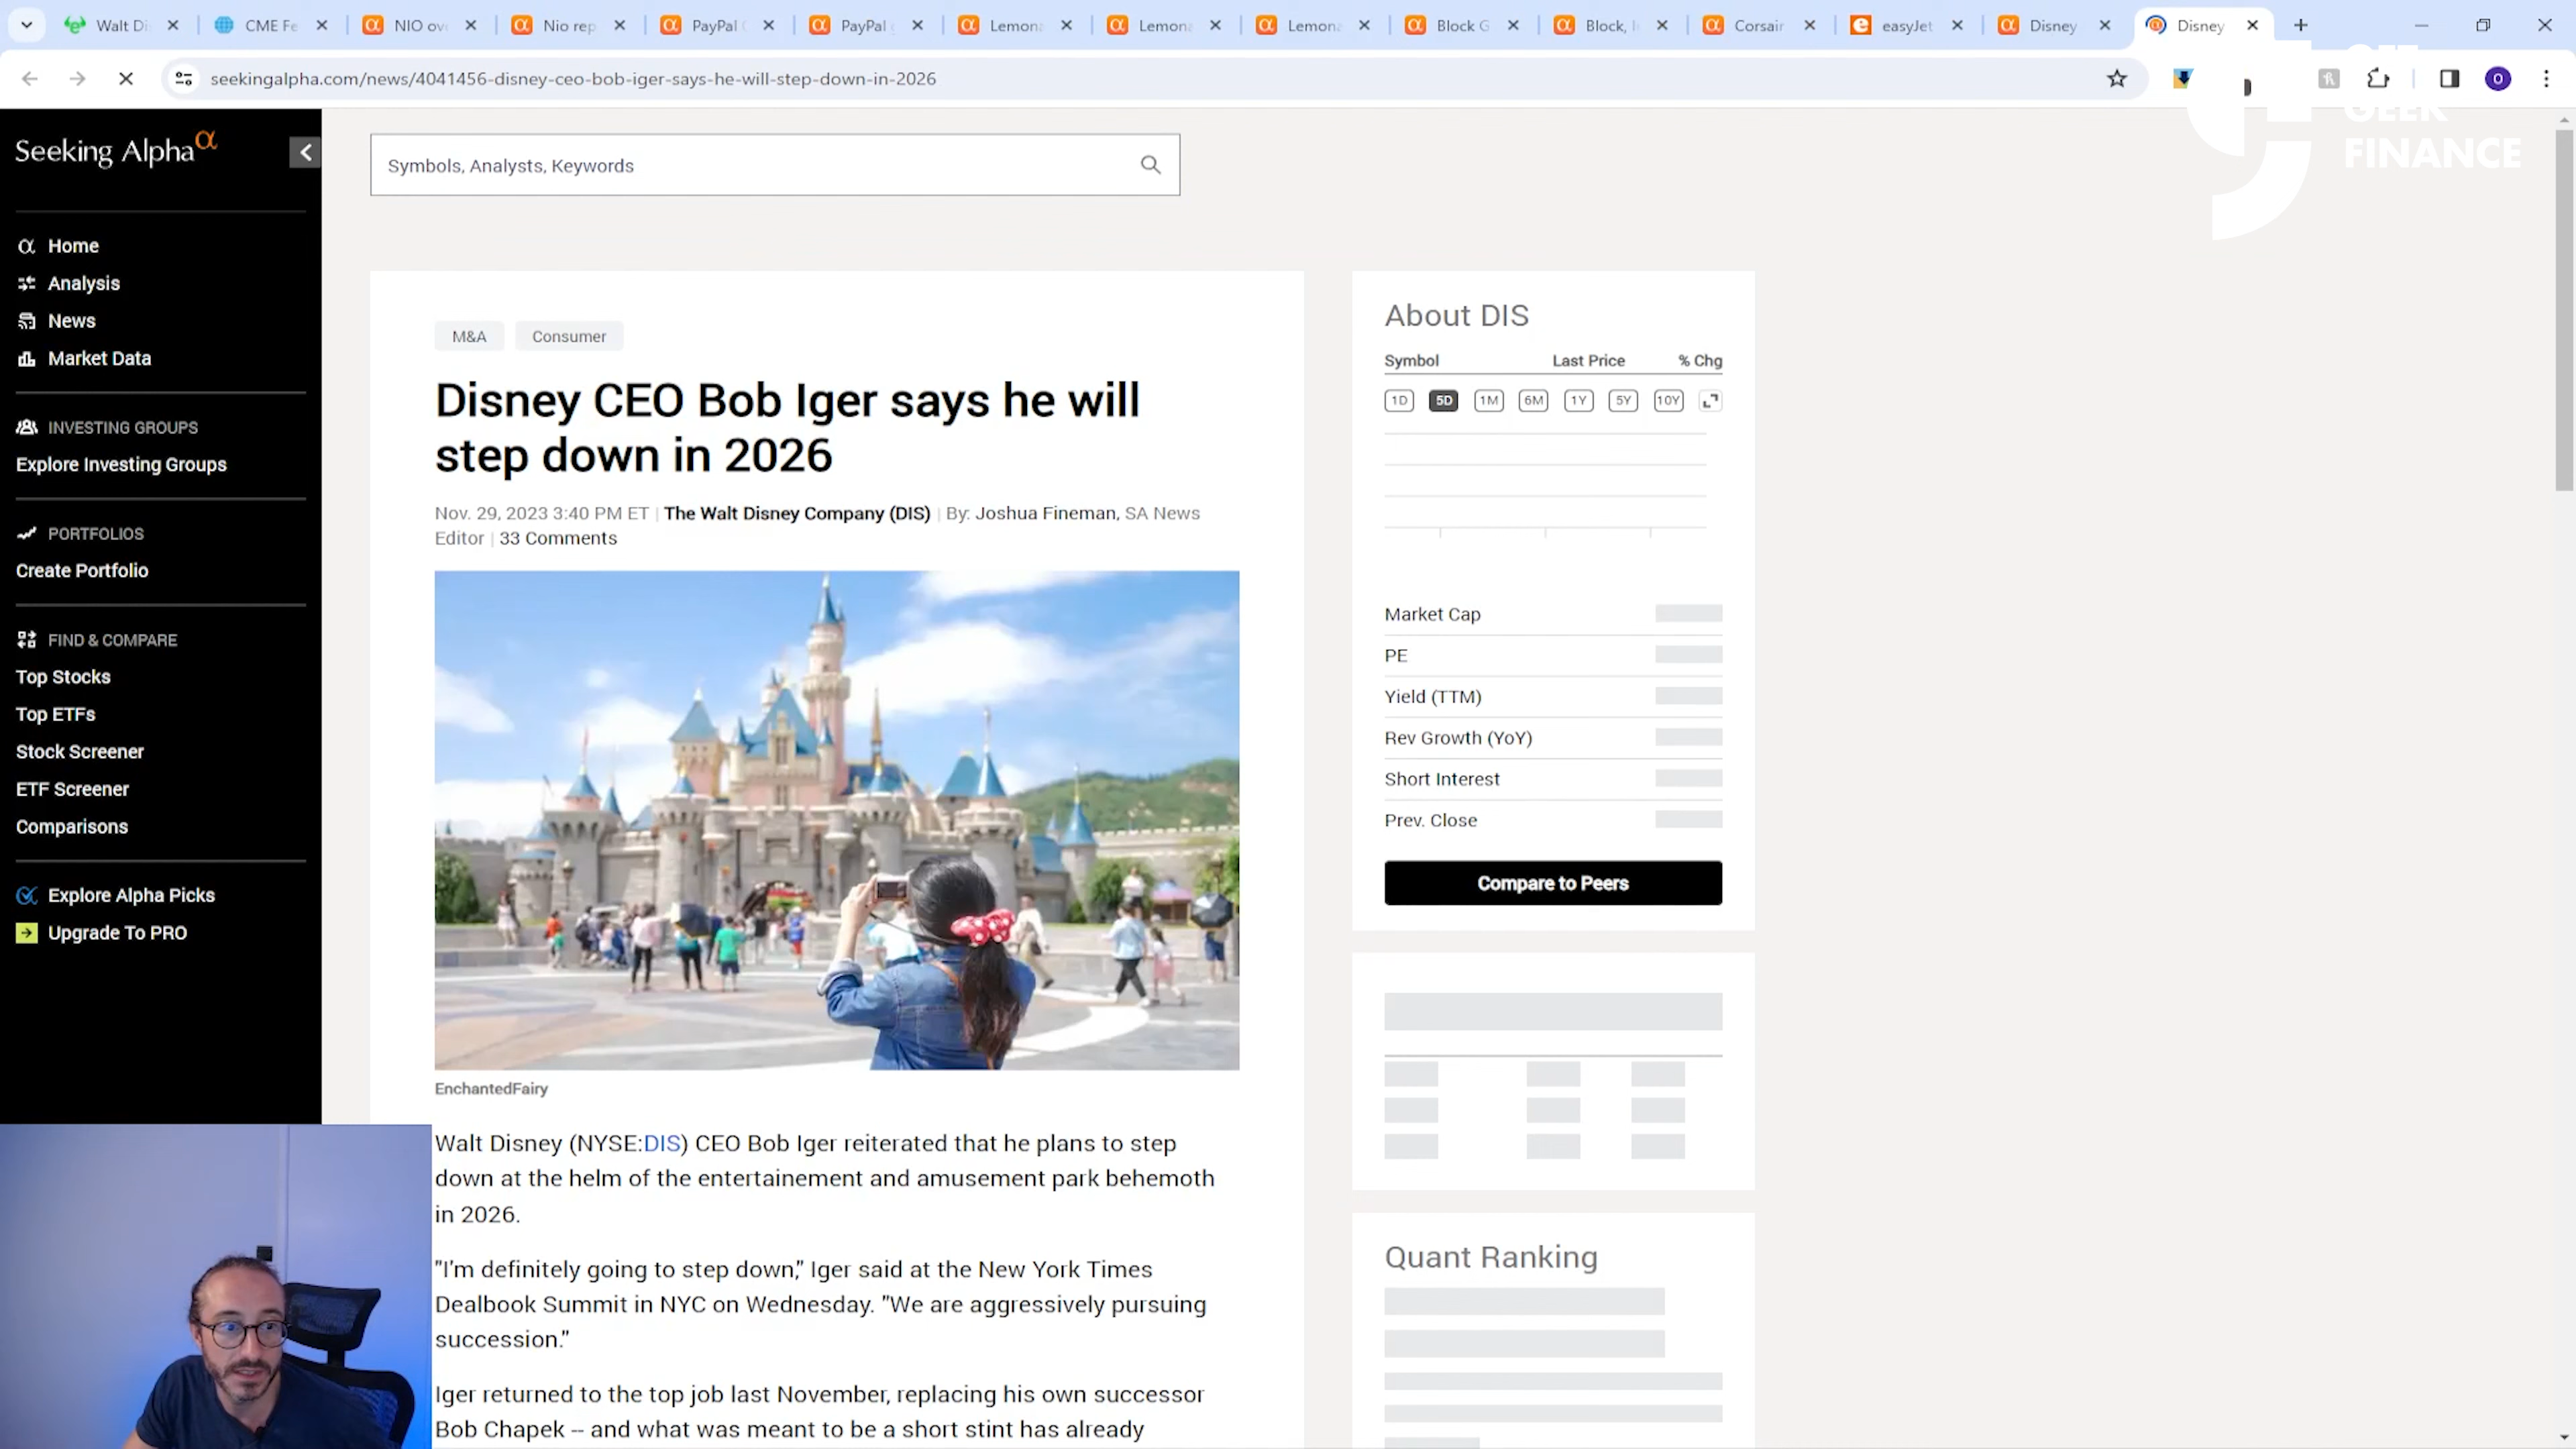 Walt Di
CME Fe
NIO ov
Nio rep
PayPal
PayPal
Lemon
Lemon
Lemon
Block G
Block, I
Corsair
easyJet
Disney
Disney
seekingalpha.com/news/4041456-disney-ceo-bob-iger-says-he-will-step-down-in-2026
O
GEEK
FINANCE
Seeking Alpha α
Symbols, Analysts, Keywords
Home
Analysis
News
Market Data
INVESTING GROUPS
Explore Investing Groups
PORTFOLIOS
Create Portfolio
FIND & COMPARE
Top Stocks
Top ETFs
Stock Screener
ETF Screener
Comparisons
Explore Alpha Picks
Upgrade To PRO
M&A Consumer
Disney CEO Bob Iger says he will
step down in 2026
Nov. 29, 2023 3:40 PM ET | The Walt Disney Company (DIS) | By: Joshua Fineman, SA News
Editor | 33 Comments
EnchantedFairy
Walt Disney (NYSE:DIS) CEO Bob Iger reiterated that he plans to step
down at the helm of the entertainement and amusement park behemoth
in 2026.
"I'm definitely going to step down," Iger said at the New York Times
Dealbook Summit in NYC on Wednesday. "We are aggressively pursuing
succession."
Iger returned to the top job last November, replacing his own successor
Bob Chapek -- and what was meant to be a short stint has already
About DIS
Symbol Last Price % Chg
1D 5D 1M 6M 1Y 5Y 10Y
Market Cap
PE
Yield (TTM)
Rev Growth (YoY)
Short Interest
Prev. Close
Compare to Peers
Quant Ranking